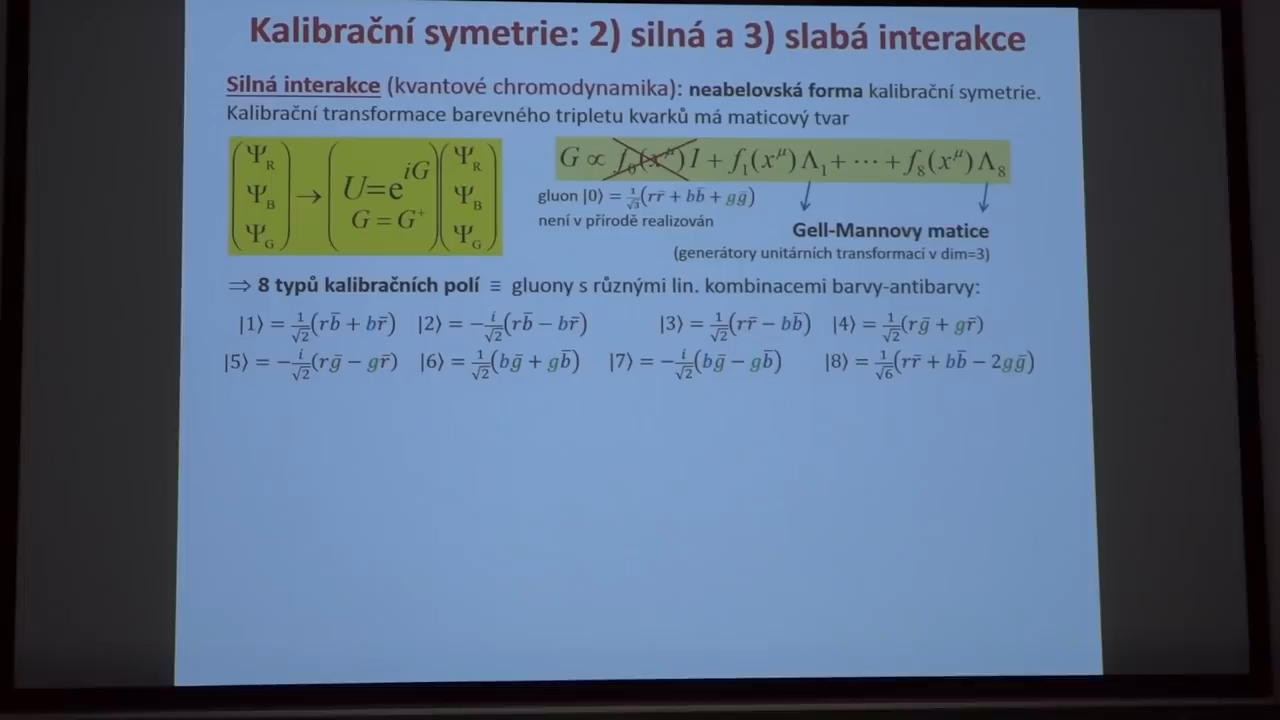 Kalibrační symetrie: 2) silná a 3) slabá interakce
Silná interakce (kvantové chromodynamika): neabelovská forma kalibrační symetrie.
Kalibrační transformace barevného tripletu kvarků má maticový tvar
(Ψ_R Ψ_B Ψ_G) → (U=e^{iG} G=G⁺) (Ψ_R Ψ_B Ψ_G)
G ∝ f₀(x^μ)I + f₁(x^μ)Λ₁ + ⋯ + f₈(x^μ)Λ₈
gluon |0⟩ = 1/√3(rr̄ + bb̄ + gḡ)
není v přírodě realizován
Gell-Mannovy matice
(generátory unitárních transformací v dim=3)
⇒ 8 typů kalibračních polí ≡ gluony s různými lin. kombinacemi barvy-antibarvy:
|1⟩ = 1/√2(rb̄ + br̄) |2⟩ = −i/√2(rb̄ − br̄) |3⟩ = 1/√2(rr̄ − bb̄) |4⟩ = 1/√2(rḡ + gr̄)
|5⟩ = −i/√2(rḡ − gr̄) |6⟩ = 1/√2(bḡ + gb̄) |7⟩ = −i/√2(bḡ − gb̄) |8⟩ = 1/√6(rr̄ + bb̄ − 2gḡ)